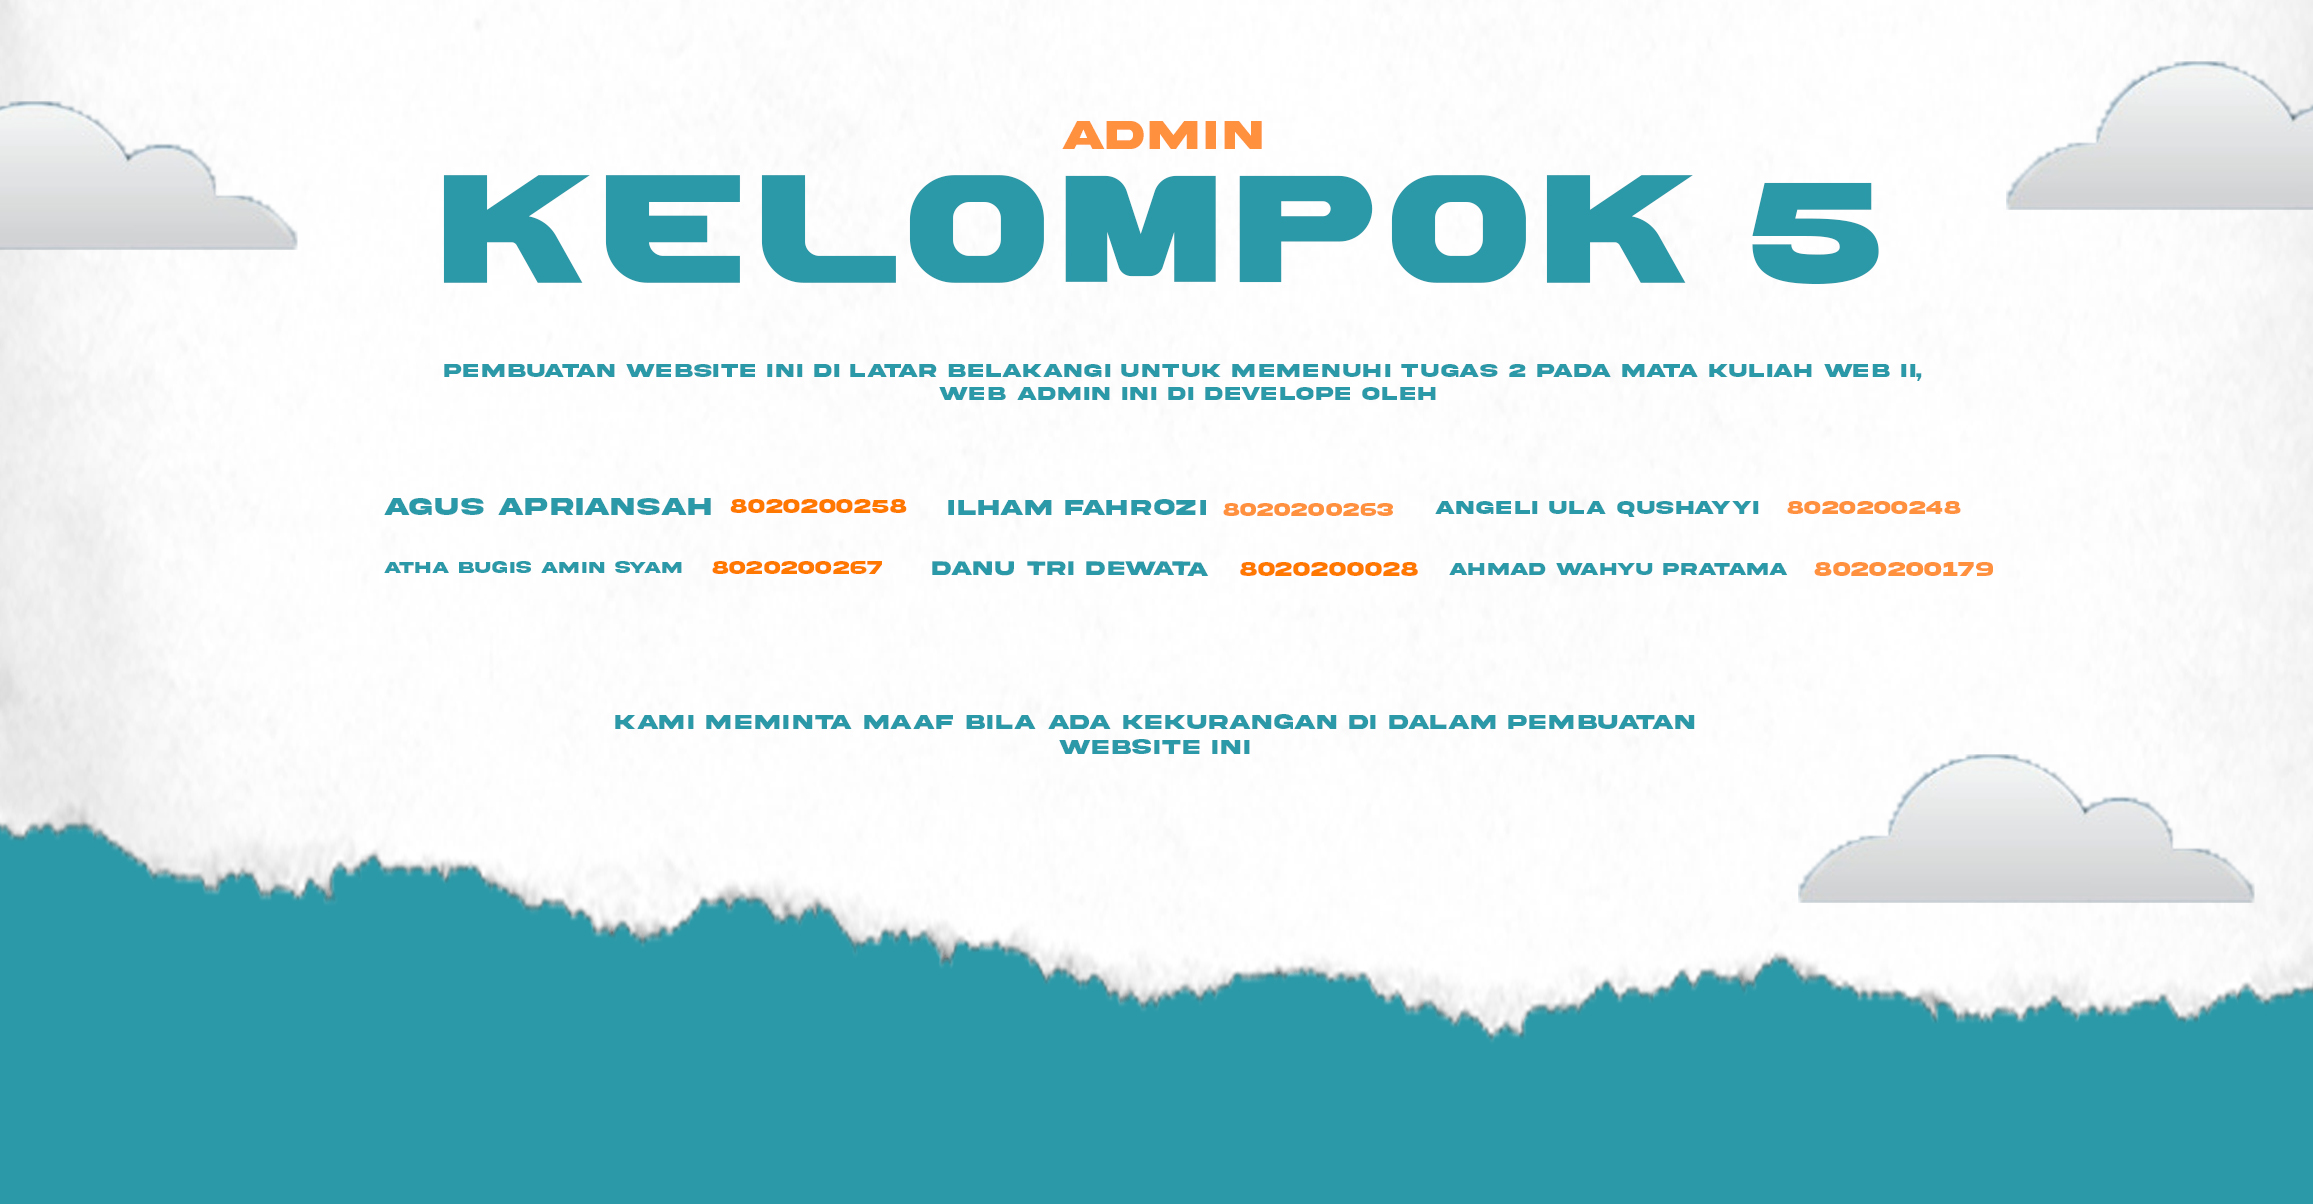 ADMIN
KELOMPOK 5
PEMBUATAN WEBSITE INI DI LATAR BELAKANGI UNTUK MEMENUHI TUGAS 2 PADA MATA KULIAH WEB II,
WEB ADMIN INI DI DEVELOPE OLEH
AGUS APRIANSAH 8020200258 ILHAM FAHROZI 8020200263 ANGELI ULA QUSHAYYI 8020200248
ATHA BUGIS AMIN SYAM 8020200267 DANU TRI DEWATA 8020200028 AHMAD WAHYU PRATAMA 8020200179
KAMI MEMINTA MAAF BILA ADA KEKURANGAN DI DALAM PEMBUATAN
WEBSITE INI